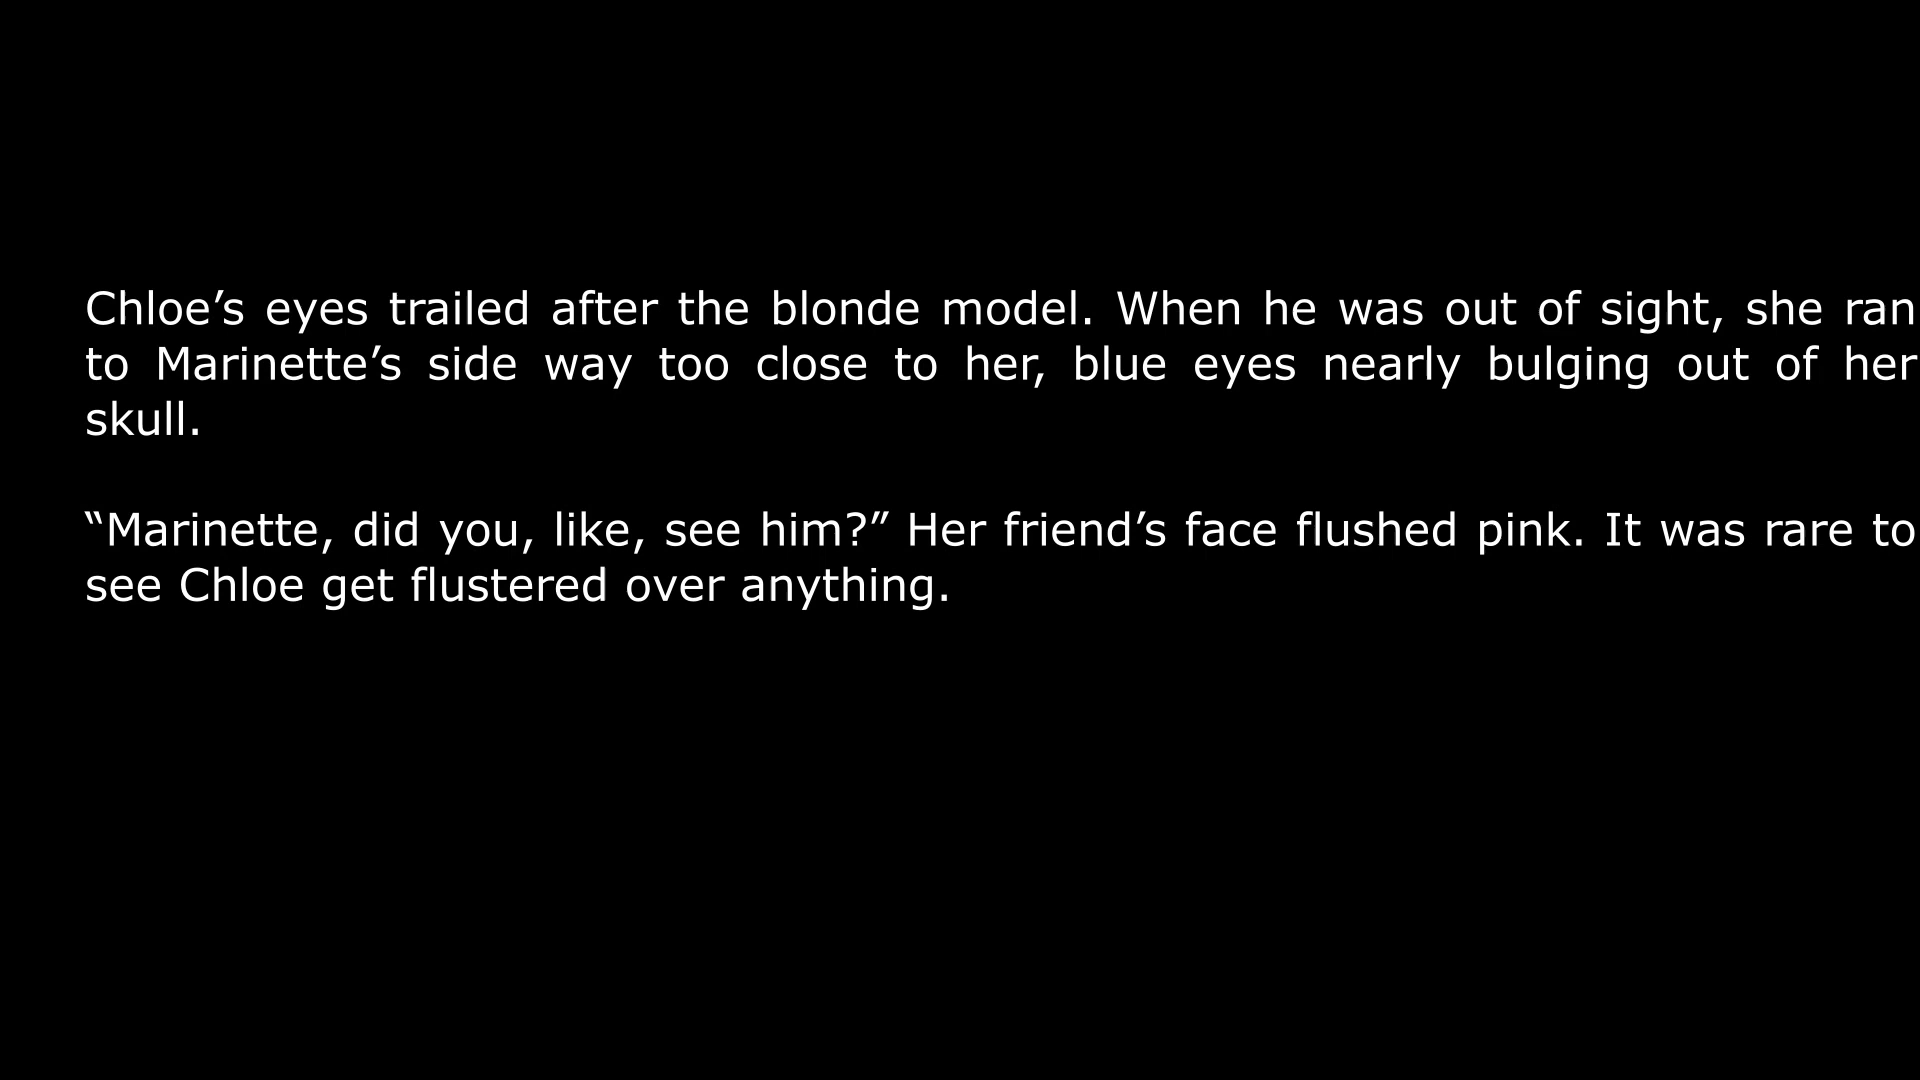 Chloe’s eyes trailed after the blonde model. When he was out of sight, she ran
to Marinette’s side way too close to her, blue eyes nearly bulging out of her
skull.
“Marinette, did you, like, see him?” Her friend’s face flushed pink. It was rare to
see Chloe get flustered over anything.